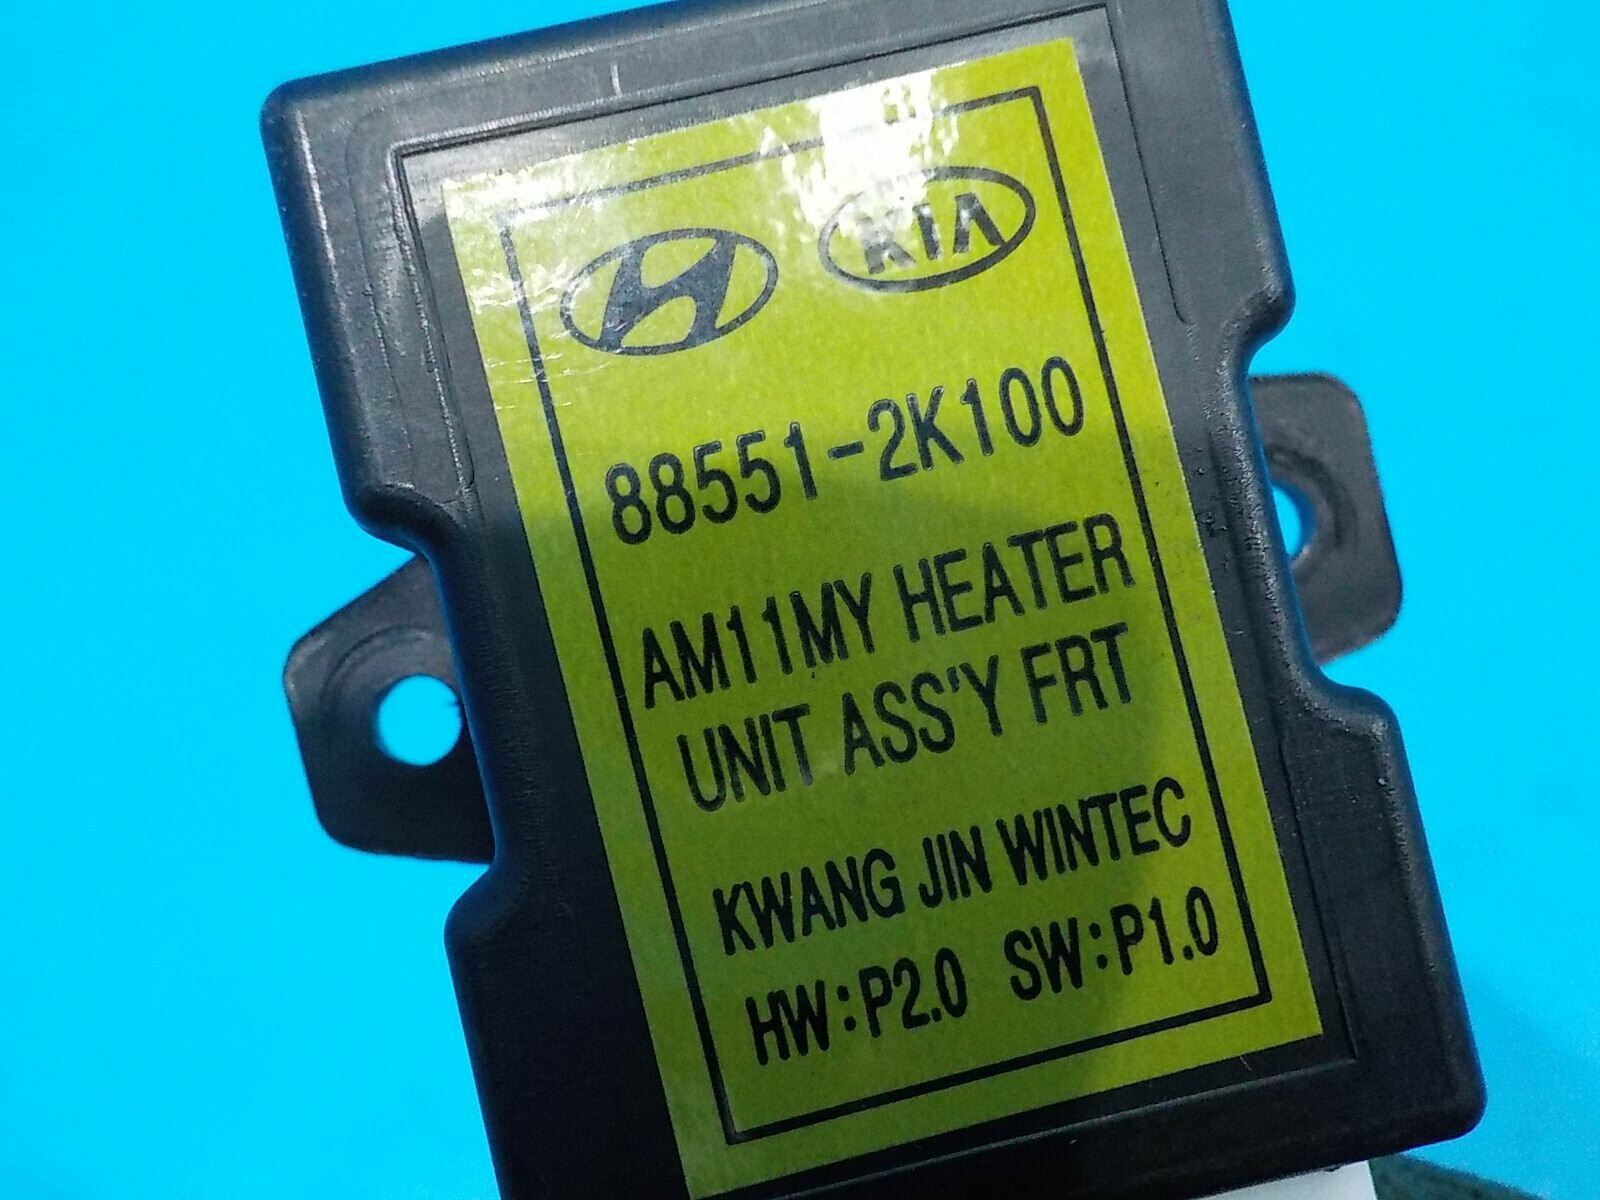 KIA
88551-2K100
AM11MY HEATER
UNIT ASS'Y FRT
KWANG JIN WINTEC
HW:P2.0 SW:P1.0